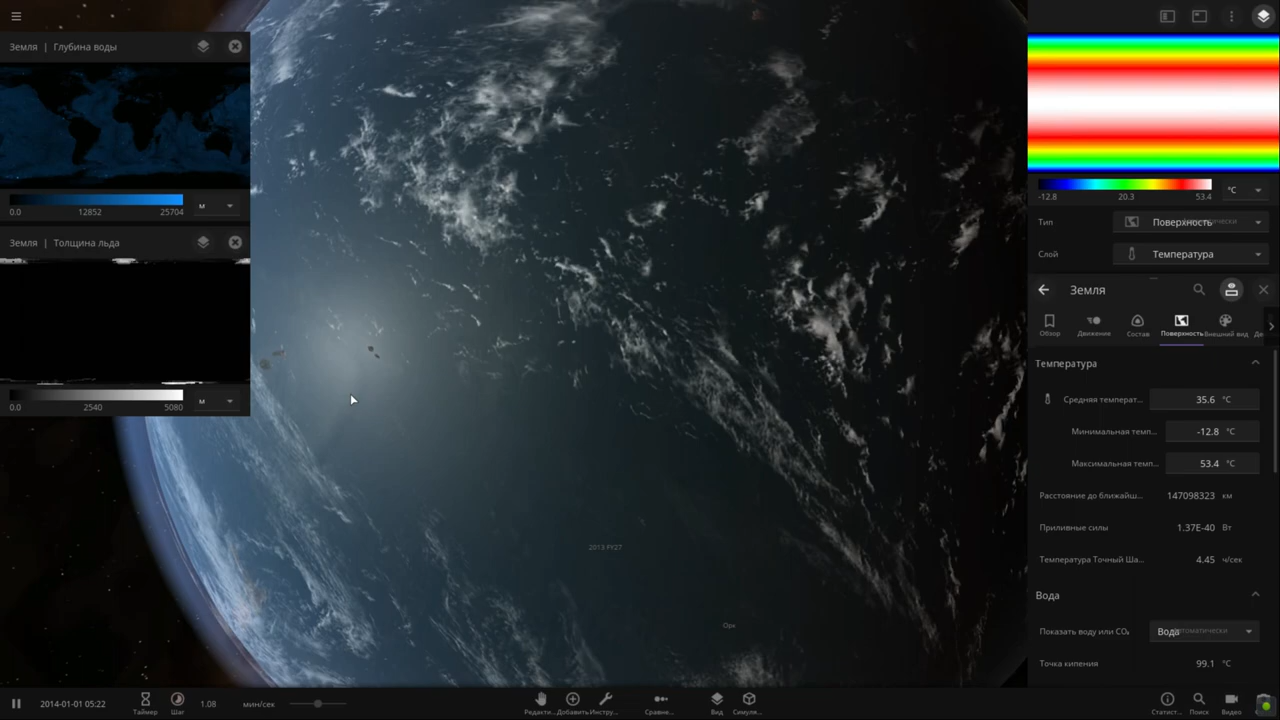 Земля | Глубина воды
0.0 12852 25704 м
Земля | Толщина льда
0.0 2540 5080 м
2013 FYZ7
Орк
-12.8 20.3 53.4 °C
Тип Поверхность
Слой Температура
Земля
Обзор Движение Состав Поверхность Внешний вид
Температура
Средняя температ... 35.6 °C
Минимальная темп... -12.8 °C
Максимальная темп... 53.4 °C
Расстояние до ближайш... 147098323 км
Приливные силы 1.37E-40 Вт
Температура Точный Ша... 4.45 ч/сек
Вода
Показать воду или CO₂ Вода
Точка кипения 99.1 °C
2014-01-01 05:22 Таймер Шаг 1.08 мин/сек Редакти... Добавить Инстру... Сравне... Вид Симуля... Статист... Поиск Видео